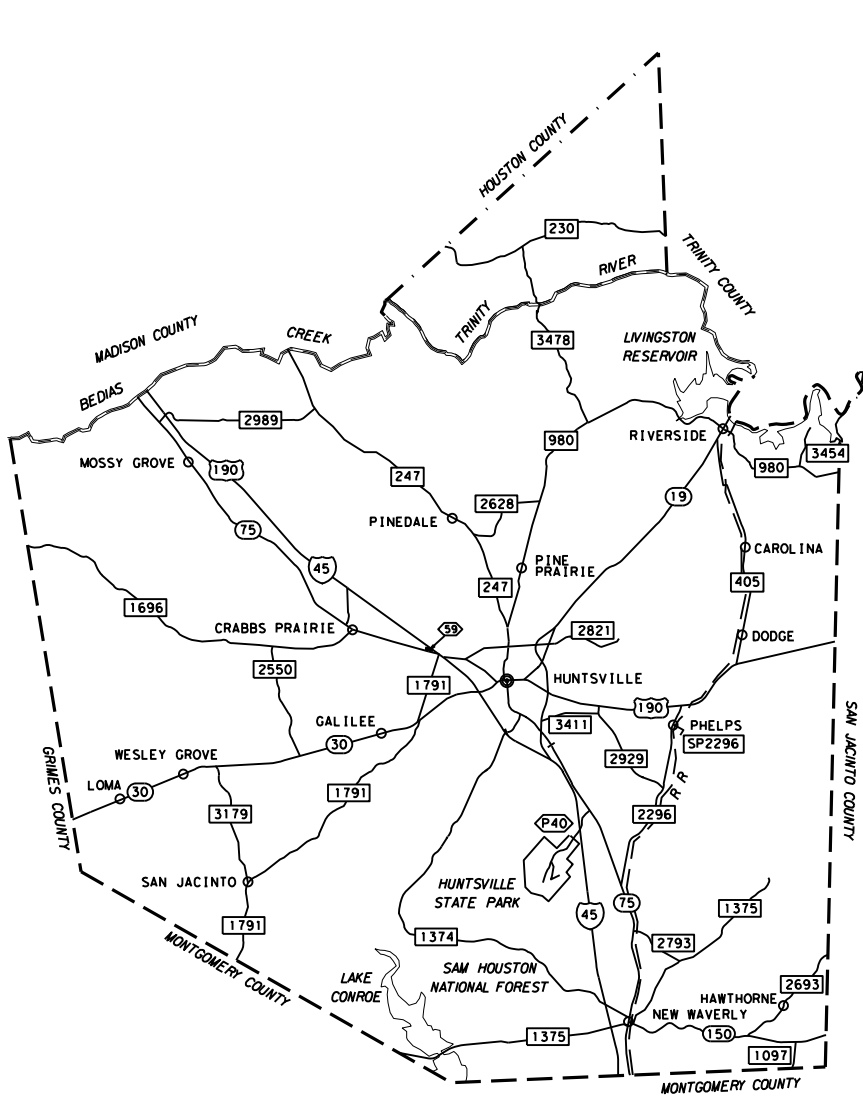 HOUSTON COUNTY
230
TRINITY COUNTY
RIVER
TRINITY
MADISON COUNTY
CREEK
3478
LIVINGSTON
RESERVOIR
BEDIAS
2989
980
RIVERSIDE
3454
MOSSY GROVE
190
980
247
19
2628
PINEDALE
75
CAROLINA
PINE
PRAIRIE
45
405
247
1696
CRABBS PRAIRIE
59
2821
DODGE
2550
1791
HUNTSVILLE
190
GALILEE
3411
PHELPS
30
SP2296
WESLEY GROVE
2929
SAN JACINTO COUNTY
GRIMES COUNTY
LOMA
30
1791
R R
3179
2296
P40
SAN JACINTO
HUNTSVILLE
STATE PARK
75
1375
45
1791
1374
2793
MONTGOMERY COUNTY
SAM HOUSTON
NATIONAL FOREST
LAKE
CONROE
2693
HAWTHORNE
NEW WAVERLY
1375
150
1097
MONTGOMERY COUNTY